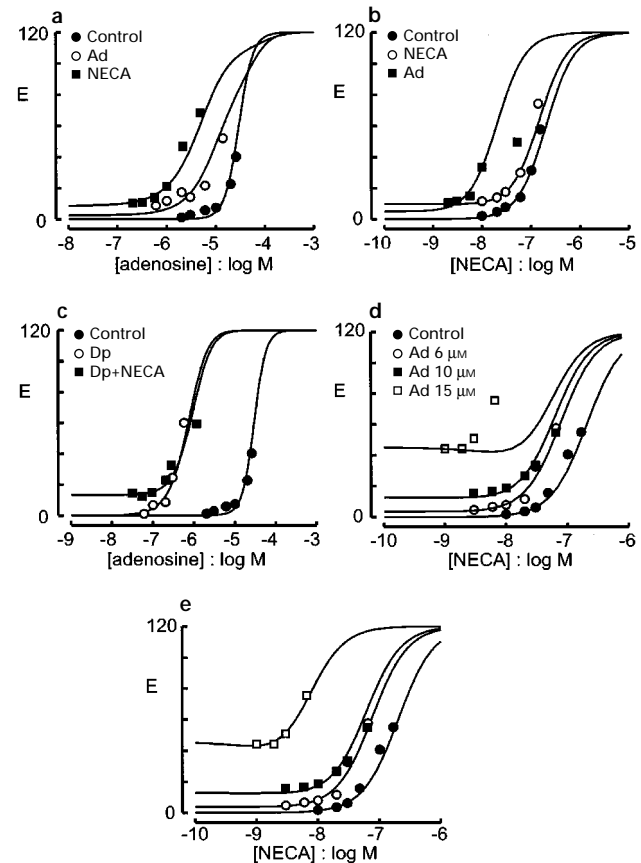 a
Control
Ad
NECA
120
E
0
-8 -7 -6 -5 -4 -3
[adenosine] : log M
b
Control
NECA
Ad
120
E
0
-10 -9 -8 -7 -6 -5
[NECA] : log M
c
Control
Dp
Dp+NECA
120
E
0
-9 -8 -7 -6 -5 -4 -3
[adenosine] : log M
d
Control
Ad 6 μM
Ad 10 μM
Ad 15 μM
120
E
0
-10 -9 -8 -7 -6
[NECA] : log M
e
120
E
0
-10 -9 -8 -7 -6
[NECA] : log M